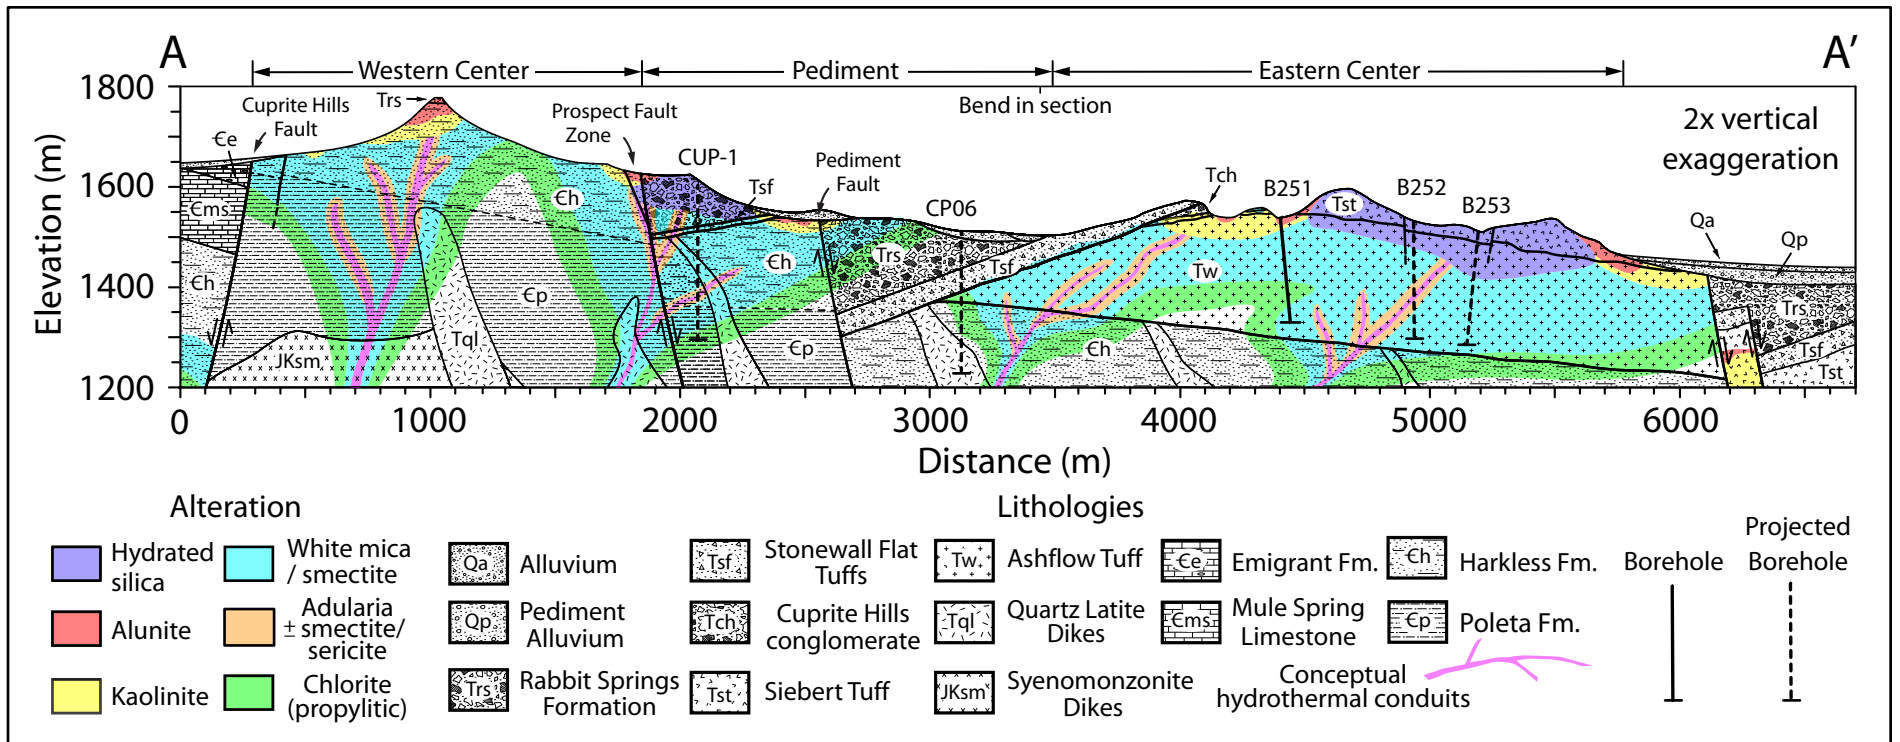 A
A'
Western Center
Pediment
Eastern Center
1800
1600
1400
1200
Elevation (m)
Trs
Cuprite Hills
Fault
Єe
Prospect Fault
Zone
CUP-1
Bend in section
2x vertical
exaggeration
Pediment
Fault
Tsf
CP06
Tch
B251
B252
B253
Qa
Qp
Єms
Єh
Єh
Tst
Єh
Trs
Tsf
Tw
Єh
Єp
Trs
Tsf
Tst
JKsm
Tql
Єp
Єh
0
1000
2000
3000
4000
5000
6000
Distance (m)
Alteration
Hydrated
silica
White mica
/ smectite
Alunite
Adularia
± smectite/
sericite
Kaolinite
Chlorite
(propylitic)
Lithologies
Qa
Alluvium
Qp
Pediment
Alluvium
Trs
Rabbit Springs
Formation
Tsf
Stonewall Flat
Tuffs
Tch
Cuprite Hills
conglomerate
Tst
Siebert Tuff
Tw
Ashflow Tuff
Tql
Quartz Latite
Dikes
JKsm
Syenomonzonite
Dikes
Єe
Emigrant Fm.
Єms
Mule Spring
Limestone
Єh
Harkless Fm.
Єp
Poleta Fm.
Conceptual
hydrothermal conduits
Borehole
Projected
Borehole